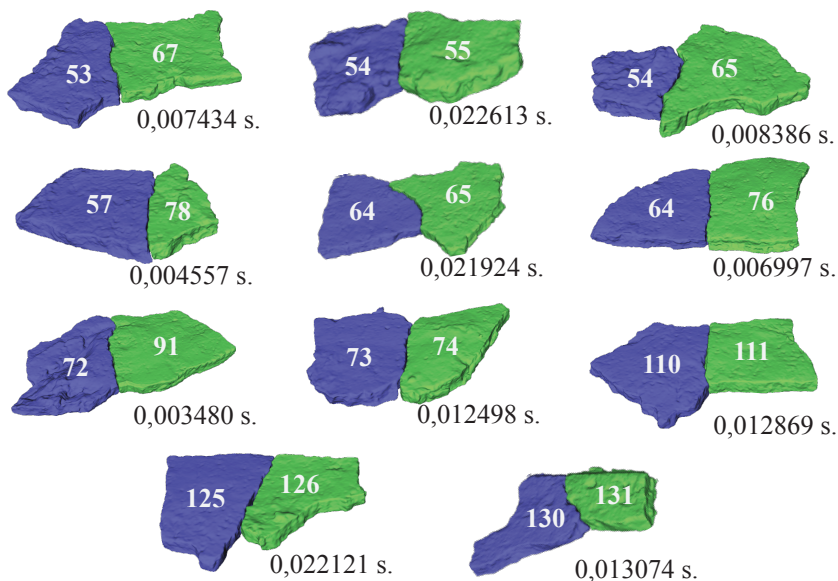 53 67
0,007434 s.
54 55
0,022613 s.
54 65
0,008386 s.
57 78
0,004557 s.
64 65
0,021924 s.
64 76
0,006997 s.
72 91
0,003480 s.
73 74
0,012498 s.
110 111
0,012869 s.
125 126
0,022121 s.
130 131
0,013074 s.